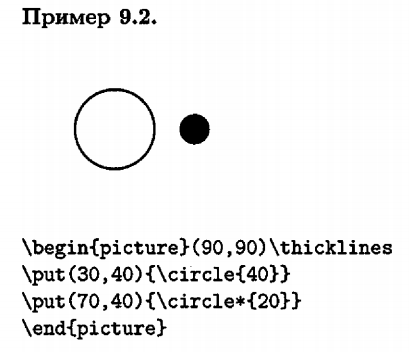 Пример 9.2.
\begin{picture}(90,90)\thicklines
\put(30,40){\circle{40}}
\put(70,40){\circle*{20}}
\end{picture}